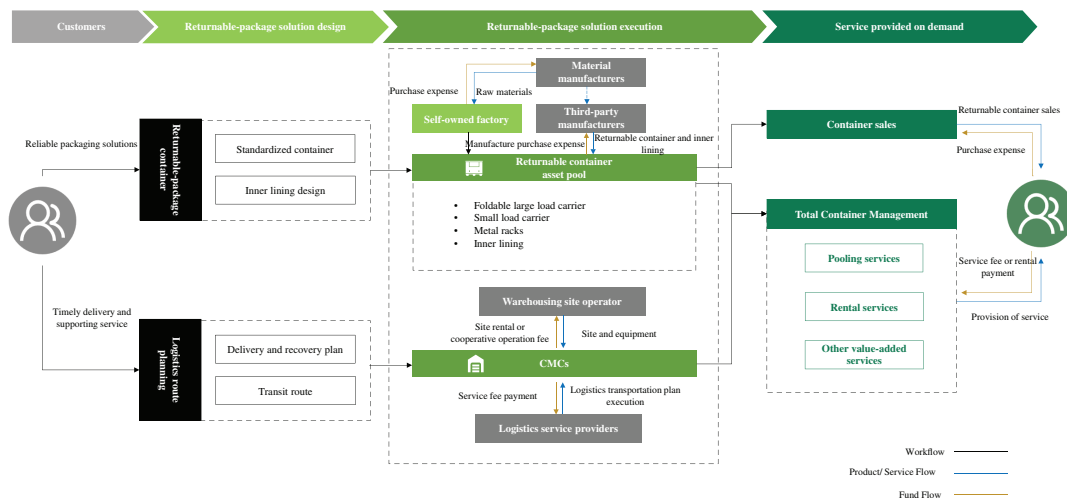 Customers
Returnable-package solution design
Returnable-package solution execution
Service provided on demand
Material
manufacturers
Purchase expense
Raw materials
Self-owned factory
Third-party
manufacturers
Manufacture purchase expense
Returnable container and inner
lining
Returnable container
asset pool
Foldable large load carrier
Small load carrier
Metal racks
Inner lining
Reliable packaging solutions
Returnable-package
container
Standardized container
Inner lining design
Timely delivery and
supporting service
Logistics route
planning
Delivery and recovery plan
Transit route
Warehousing site operator
Site rental or
cooperative operation fee
Site and equipment
CMCs
Service fee payment
Logistics transportation plan
execution
Logistics service providers
Container sales
Returnable container sales
Purchase expense
Total Container Management
Pooling services
Rental services
Other value-added
services
Service fee or rental
payment
Provision of service
Workflow
Product/ Service Flow
Fund Flow